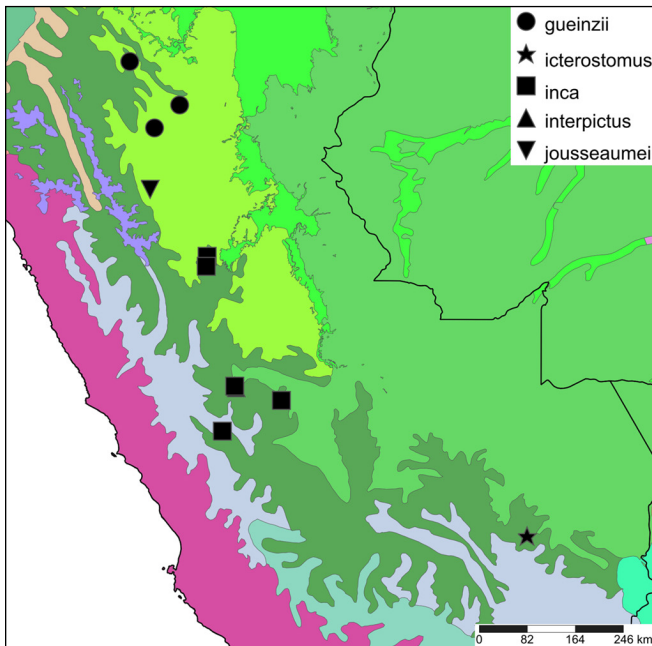 gueinzii
icterostomus
inca
interpictus
jousseaumei
0 82 164 246 km